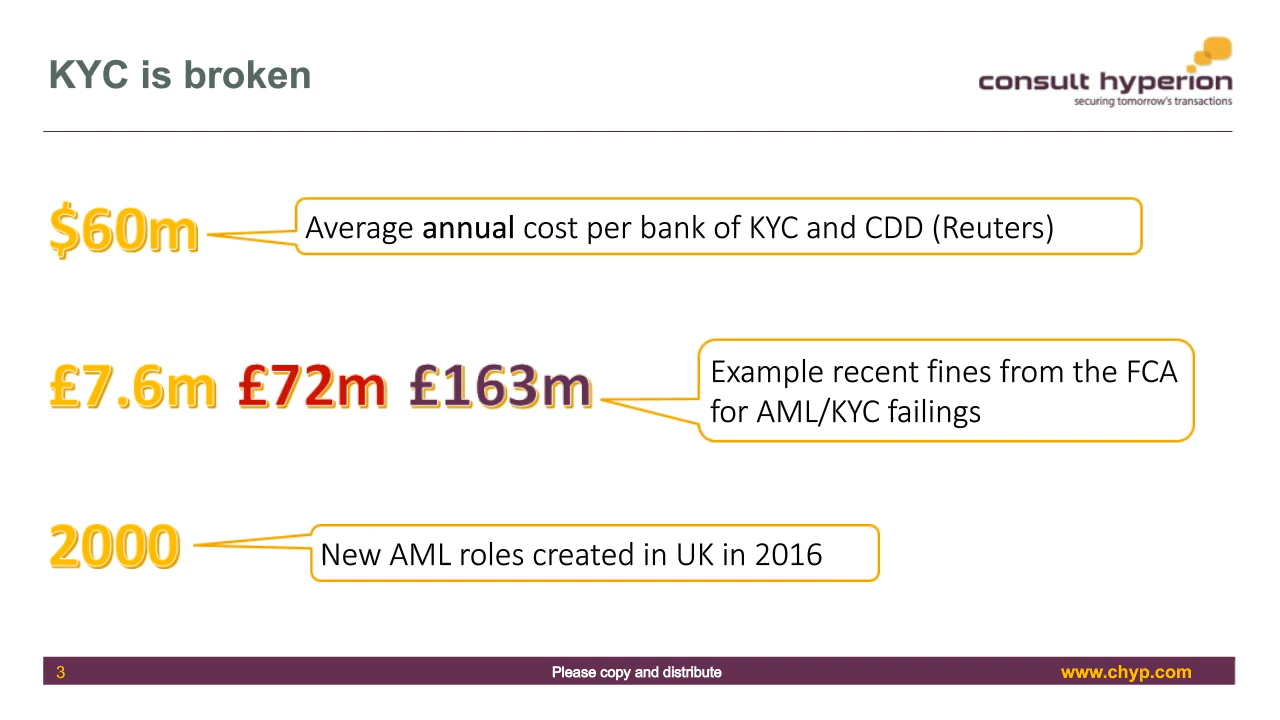 KYC is broken
consult hyperion
securing tomorrow's transactions
$60m
Average annual cost per bank of KYC and CDD (Reuters)
£7.6m £72m £163m
Example recent fines from the FCA
for AML/KYC failings
2000
New AML roles created in UK in 2016
3
Please copy and distribute
www.chyp.com